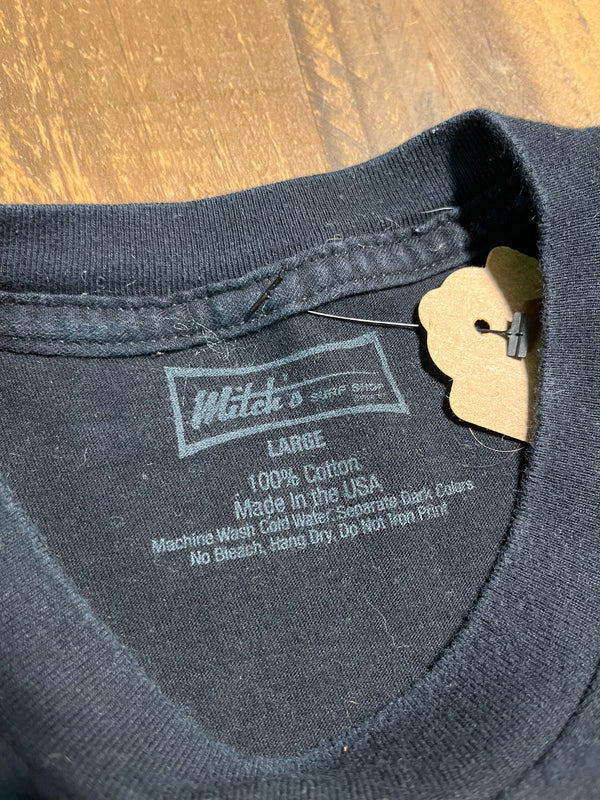 Mitch's SURF SHOP
LARGE
100% Cotton
Made In the USA
Machine Wash Cold Water, Separate Dark Colors
No Bleach, Hang Dry, Do Not Iron Print